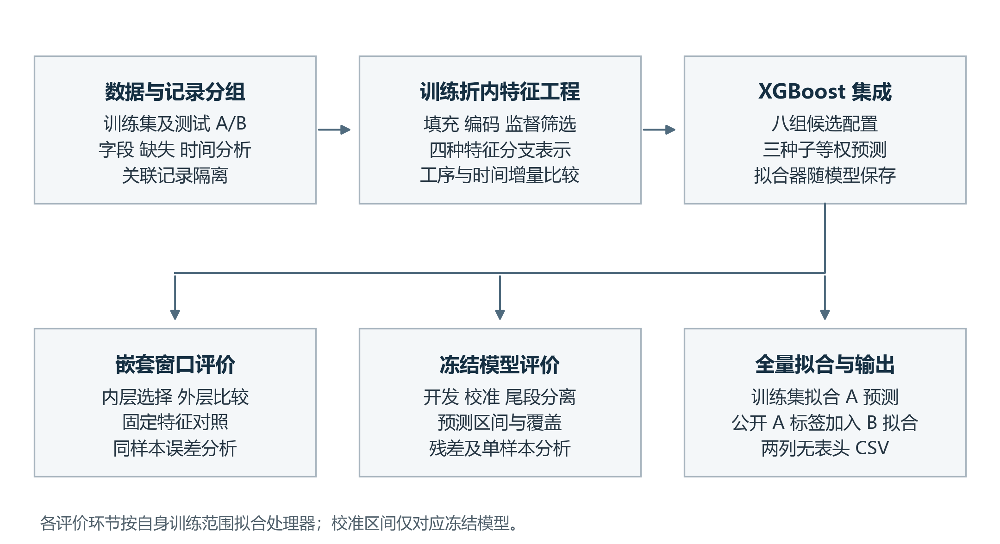 数据与记录分组
训练集及测试 A/B
字段 缺失 时间分析
关联记录隔离
训练折内特征工程
填充 编码 监督筛选
四种特征分支表示
工序与时间增量比较
XGBoost 集成
八组候选配置
三种子等权预测
拟合器随模型保存
嵌套窗口评价
内层选择 外层比较
固定特征对照
同样本误差分析
冻结模型评价
开发 校准 尾段分离
预测区间与覆盖
残差及单样本分析
全量拟合与输出
训练集拟合 A 预测
公开 A 标签加入 B 拟合
两列无表头 CSV
各评价环节按自身训练范围拟合处理器；校准区间仅对应冻结模型。